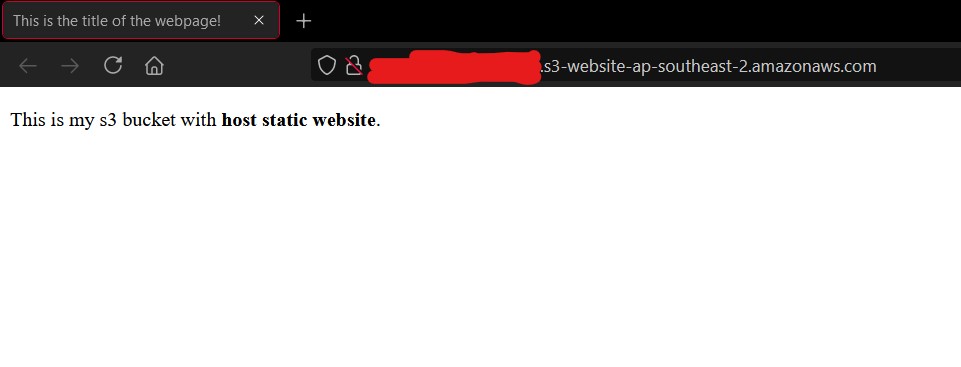 This is the title of the webpage!
.s3-website-ap-southeast-2.amazonaws.com
This is my s3 bucket with host static website.